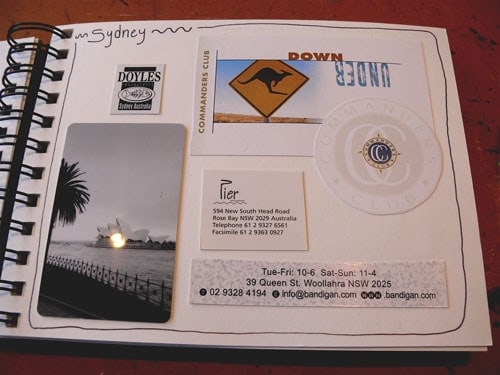 Sydney
DOYLES
Sydney Australia
COMMANDERS CLUB
DOWN
UNDER
COMMANDERS
CC
CLUB
Pier
594 New South Head Road
Rose Bay NSW 2029 Australia
Telephone 61 2 9327 6561
Facsimile 61 2 9363 0927
Tue-Fri: 10-6. Sat-Sun: 11-4
39 Queen St. Woollahra NSW 2025
02 9328 4194 info@bandigan.com www.bandigan.com